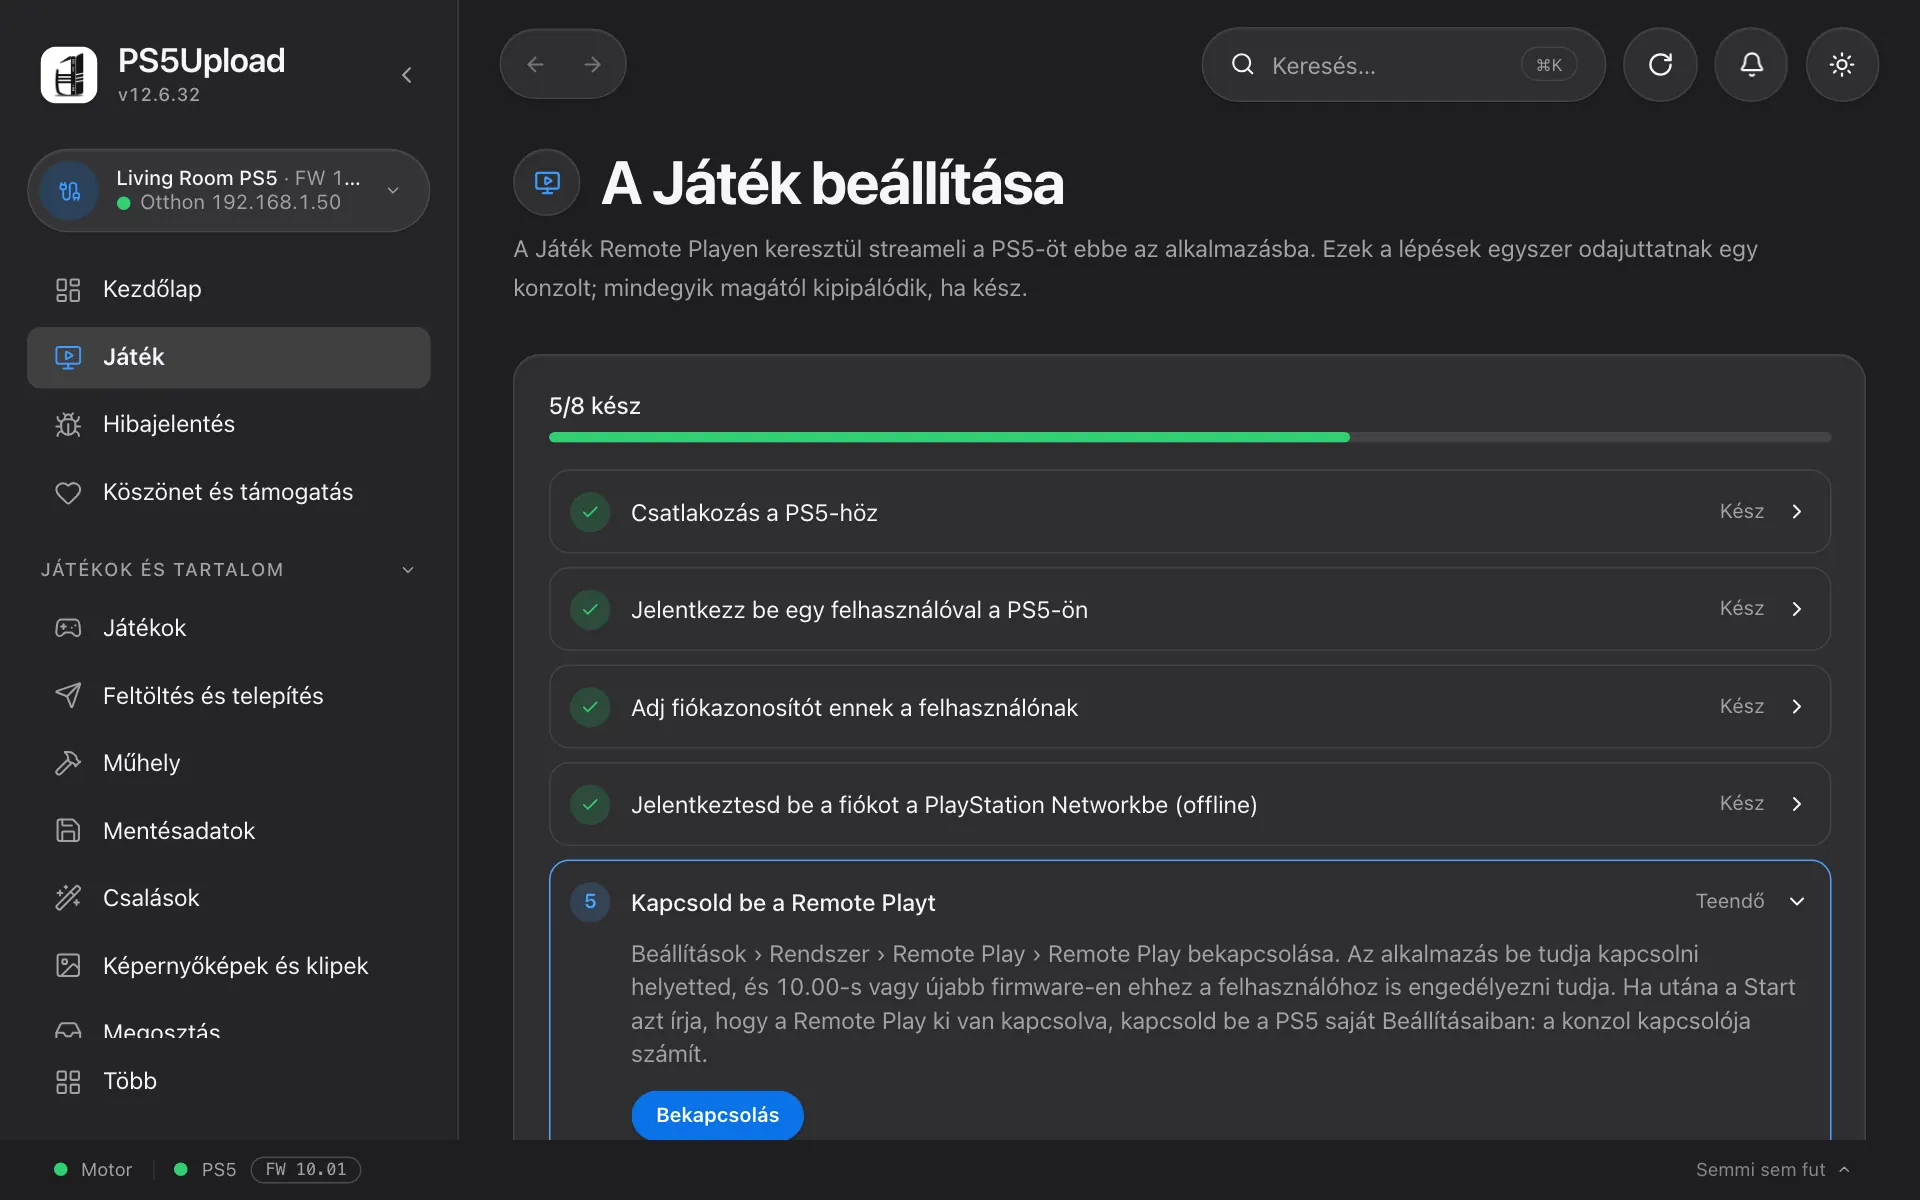 PS5Upload
v12.6.32
Living Room PS5 · FW 1...
Otthon 192.168.1.50
Kezdőlap
Játék
Hibajelentés
Köszönet és támogatás
JÁTÉKOK ÉS TARTALOM
Játékok
Feltöltés és telepítés
Műhely
Mentésadatok
Csalások
Képernyőképek és klipek
Megosztás
Több
Keresés...
⌘K
A Játék beállítása
A Játék Remote Playen keresztül streameli a PS5-öt ebbe az alkalmazásba. Ezek a lépések egyszer odajuttatnak egy
konzolt; mindegyik magától kipipálódik, ha kész.
5/8 kész
Csatlakozás a PS5-höz
Kész
Jelentkezz be egy felhasználóval a PS5-ön
Kész
Adj fiókazonosítót ennek a felhasználónak
Kész
Jelentkeztesd be a fiókot a PlayStation Networkbe (offline)
Kész
5
Kapcsold be a Remote Playt
Teendő
Beállítások › Rendszer › Remote Play › Remote Play bekapcsolása. Az alkalmazás be tudja kapcsolni
helyetted, és 10.00-s vagy újabb firmware-en ehhez a felhasználóhoz is engedélyezni tudja. Ha utána a Start
azt írja, hogy a Remote Play ki van kapcsolva, kapcsold be a PS5 saját Beállításaiban: a konzol kapcsolója
számít.
Bekapcsolás
Motor
PS5
FW 10.01
Semmi sem fut